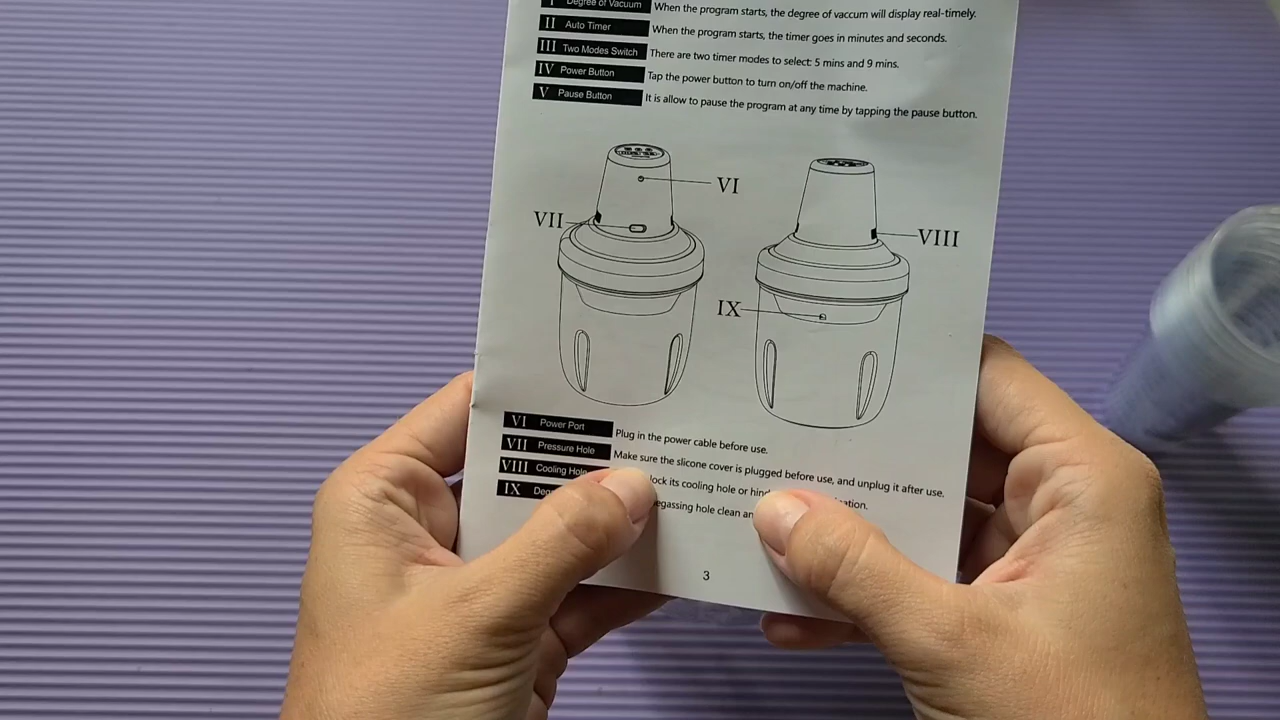 I Degree of Vacuum When the program starts, the degree of vaccum will display real-timely.
II Auto Timer When the program starts, the timer goes in minutes and seconds.
III Two Modes Switch There are two timer modes to select: 5 mins and 9 mins.
IV Power Button Tap the power button to turn on/off the machine.
V Pause Button It is allow to pause the program at any time by tapping the pause button.
VI
VII
VIII
IX
VI Power Port Plug in the power cable before use.
VII Pressure Hole Make sure the slicone cover is plugged before use, and unplug it after use.
VIII Cooling Hole lock its cooling hole or
IX egassing hole clean
3